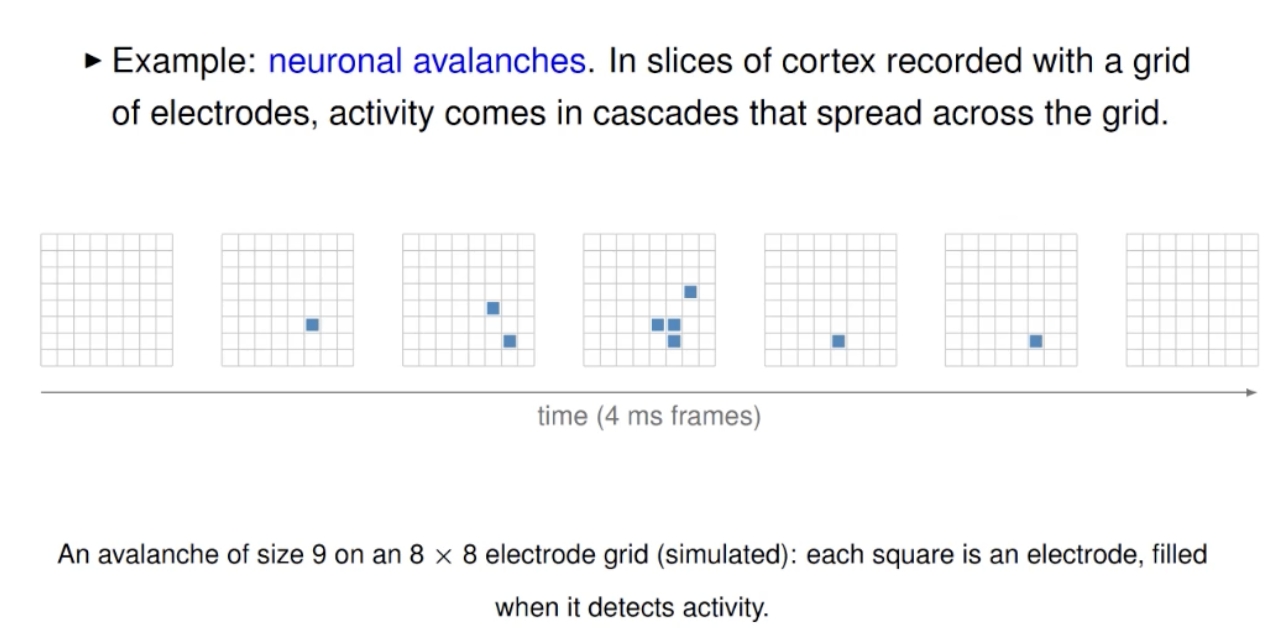 ▶ Example: neuronal avalanches. In slices of cortex recorded with a grid
of electrodes, activity comes in cascades that spread across the grid.
time (4 ms frames)
An avalanche of size 9 on an 8 × 8 electrode grid (simulated): each square is an electrode, filled
when it detects activity.